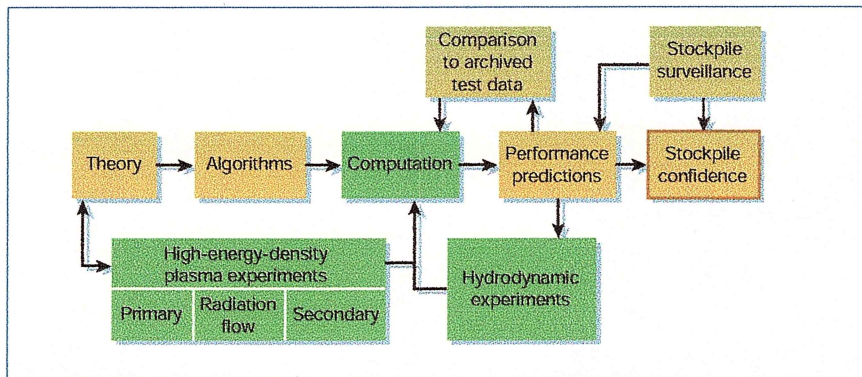 Comparison
to archived
test data
Stockpile
surveillance
Theory
Algorithms
Computation
Performance
predictions
Stockpile
confidence
High-energy-density
plasma experiments
Primary
Radiation
flow
Secondary
Hydrodynamic
experiments